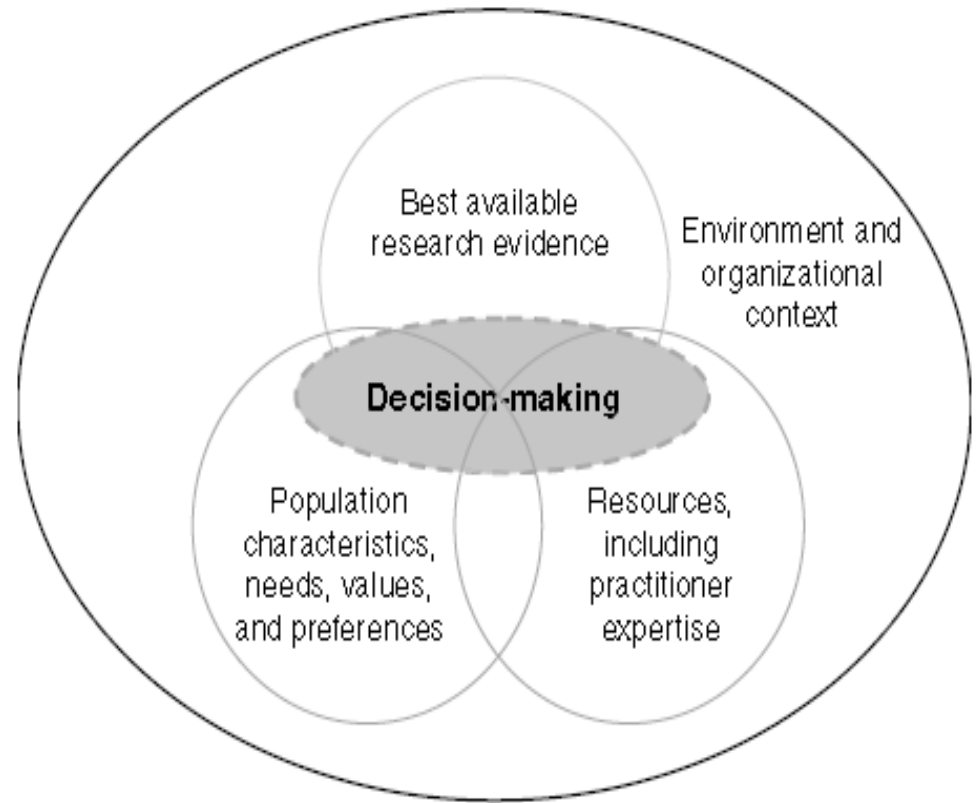 Best available
research evidence
Environment and
organizational
context
Decision-making
Population
characteristics,
needs, values,
and preferences
Resources,
including
practitioner
expertise